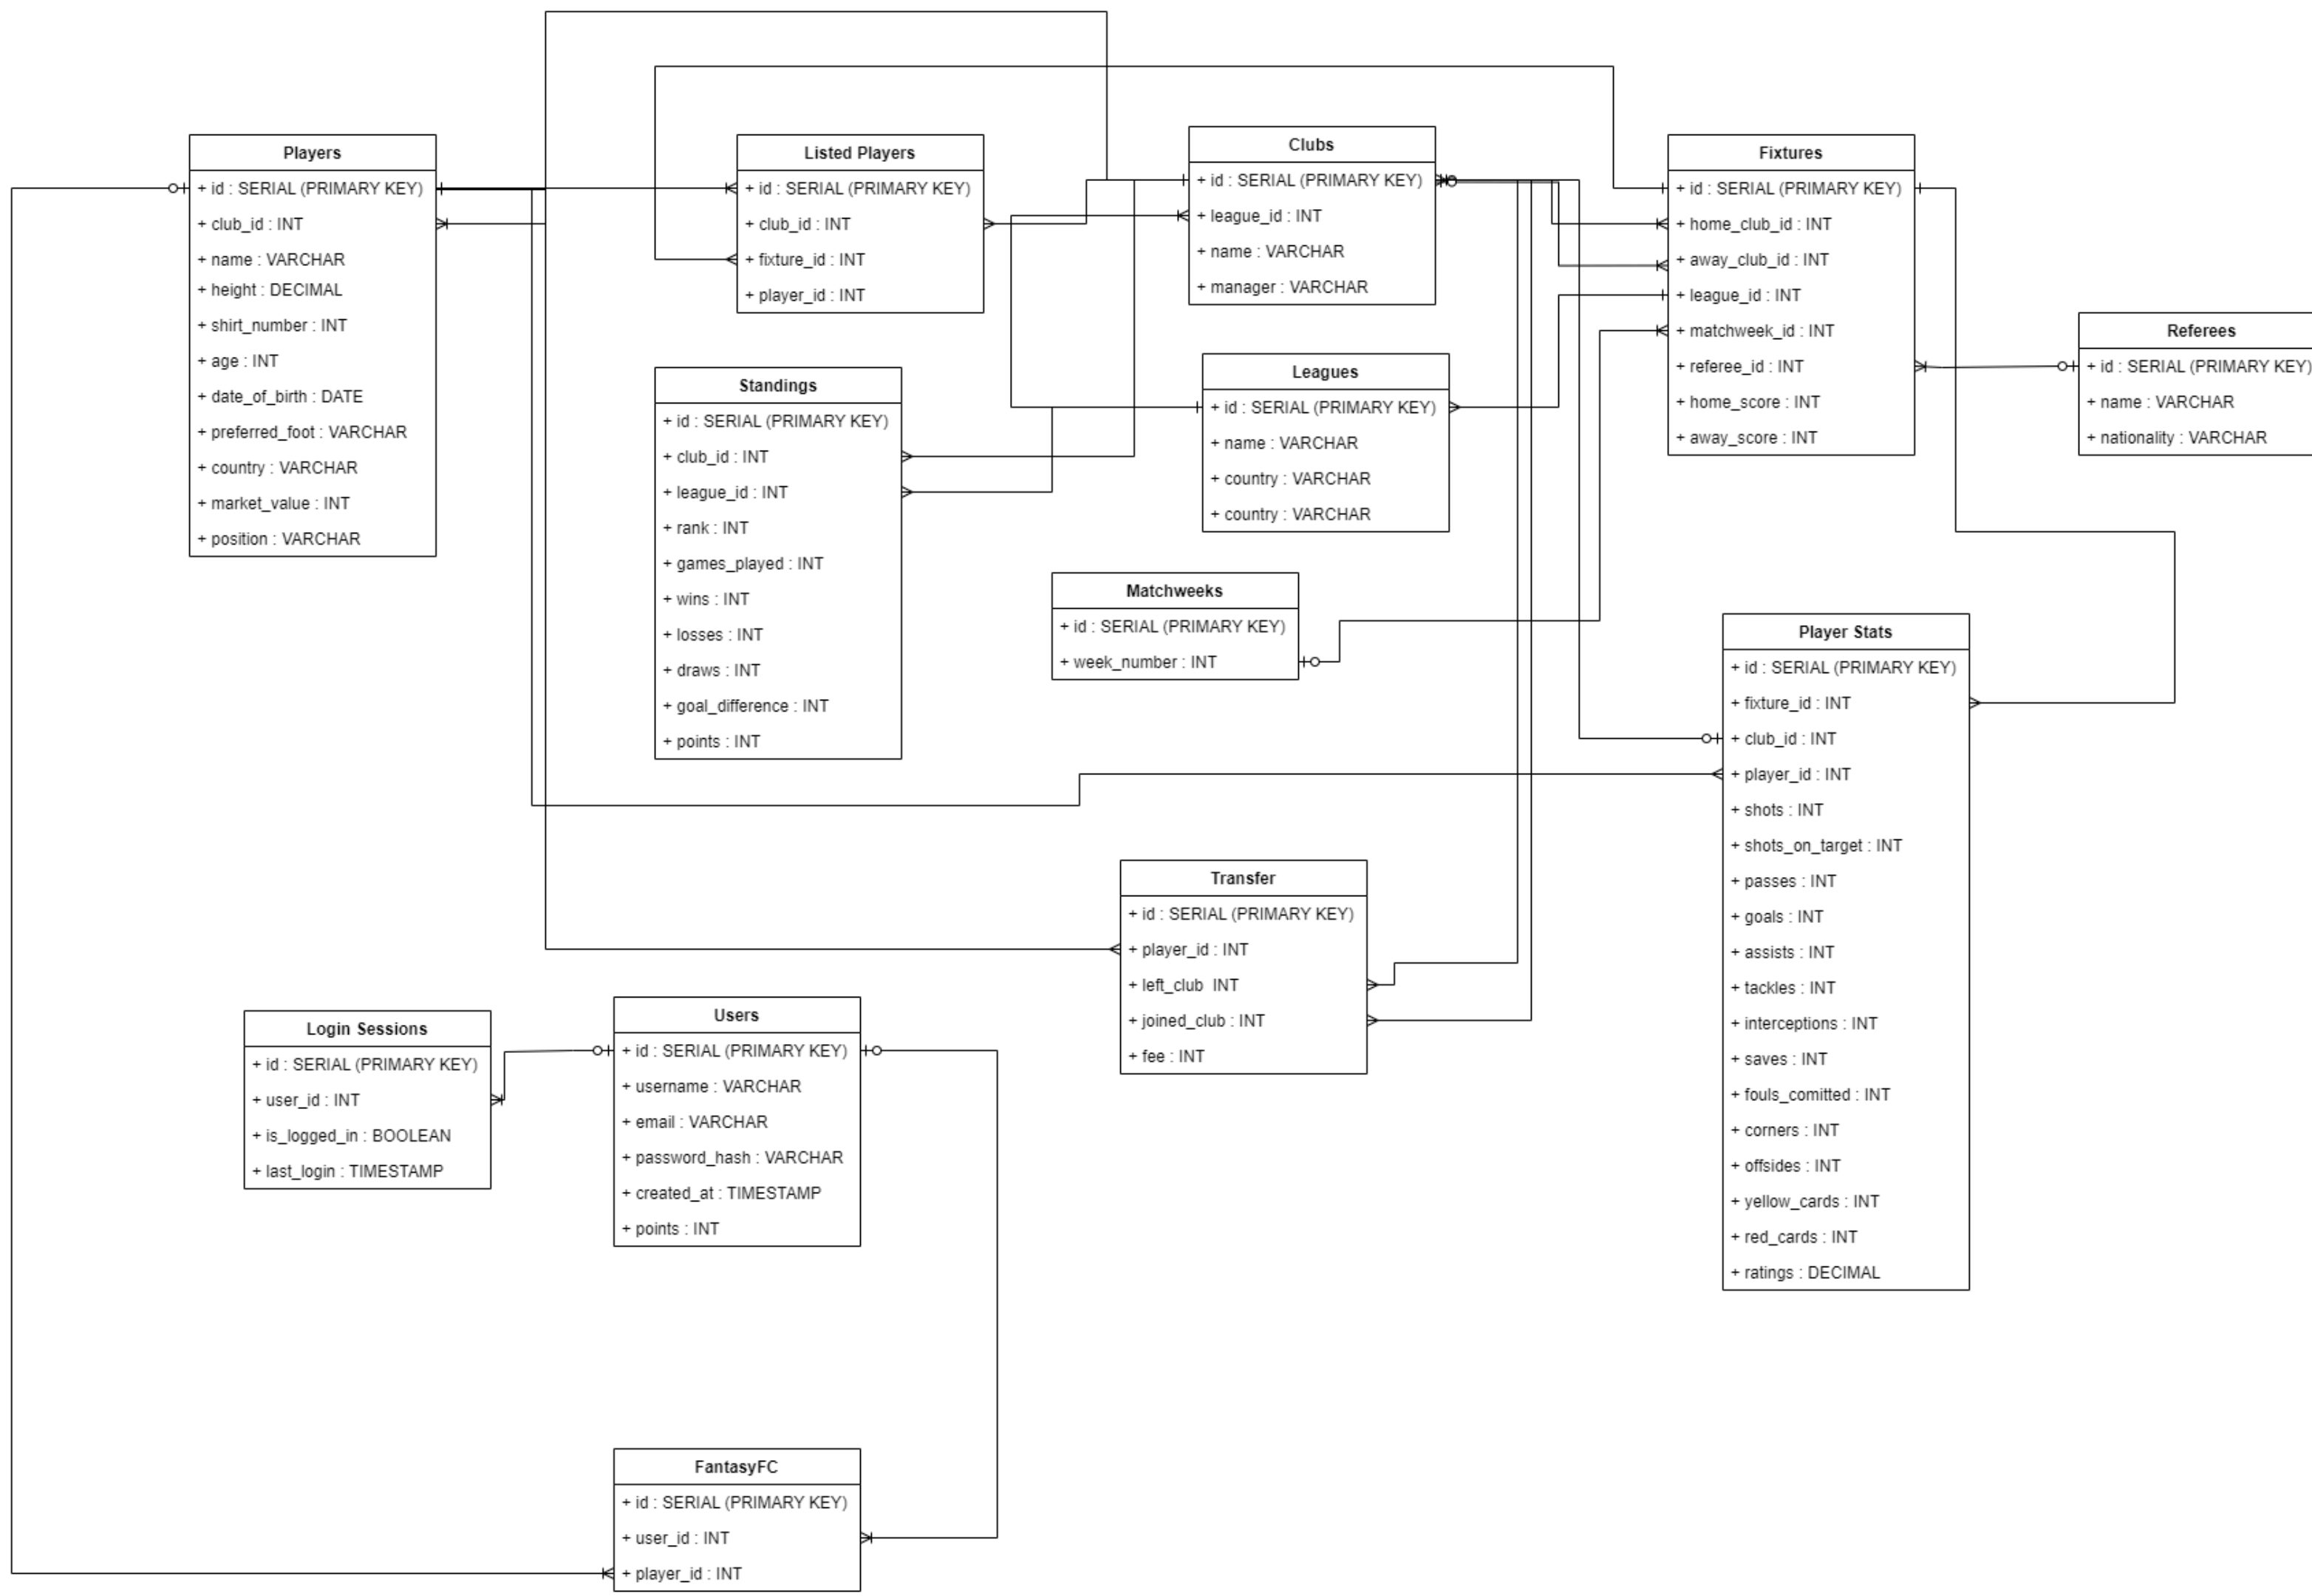 Players
+ id : SERIAL (PRIMARY KEY)
+ club_id : INT
+ name : VARCHAR
+ height : DECIMAL
+ shirt_number : INT
+ age : INT
+ date_of_birth : DATE
+ preferred_foot : VARCHAR
+ country : VARCHAR
+ market_value : INT
+ position : VARCHAR
Listed Players
+ id : SERIAL (PRIMARY KEY)
+ club_id : INT
+ fixture_id : INT
+ player_id : INT
Clubs
+ id : SERIAL (PRIMARY KEY)
+ league_id : INT
+ name : VARCHAR
+ manager : VARCHAR
Fixtures
+ id : SERIAL (PRIMARY KEY)
+ home_club_id : INT
+ away_club_id : INT
+ league_id : INT
+ matchweek_id : INT
+ referee_id : INT
+ home_score : INT
+ away_score : INT
Referees
+ id : SERIAL (PRIMARY KEY)
+ name : VARCHAR
+ nationality : VARCHAR
Standings
+ id : SERIAL (PRIMARY KEY)
+ club_id : INT
+ league_id : INT
+ rank : INT
+ games_played : INT
+ wins : INT
+ losses : INT
+ draws : INT
+ goal_difference : INT
+ points : INT
Leagues
+ id : SERIAL (PRIMARY KEY)
+ name : VARCHAR
+ country : VARCHAR
+ country : VARCHAR
Matchweeks
+ id : SERIAL (PRIMARY KEY)
+ week_number : INT
Player Stats
+ id : SERIAL (PRIMARY KEY)
+ fixture_id : INT
+ club_id : INT
+ player_id : INT
+ shots : INT
+ shots_on_target : INT
+ passes : INT
+ goals : INT
+ assists : INT
+ tackles : INT
+ interceptions : INT
+ saves : INT
+ fouls_comitted : INT
+ corners : INT
+ offsides : INT
+ yellow_cards : INT
+ red_cards : INT
+ ratings : DECIMAL
Transfer
+ id : SERIAL (PRIMARY KEY)
+ player_id : INT
+ left_club INT
+ joined_club : INT
+ fee : INT
Login Sessions
+ id : SERIAL (PRIMARY KEY)
+ user_id : INT
+ is_logged_in : BOOLEAN
+ last_login : TIMESTAMP
Users
+ id : SERIAL (PRIMARY KEY)
+ username : VARCHAR
+ email : VARCHAR
+ password_hash : VARCHAR
+ created_at : TIMESTAMP
+ points : INT
FantasyFC
+ id : SERIAL (PRIMARY KEY)
+ user_id : INT
+ player_id : INT